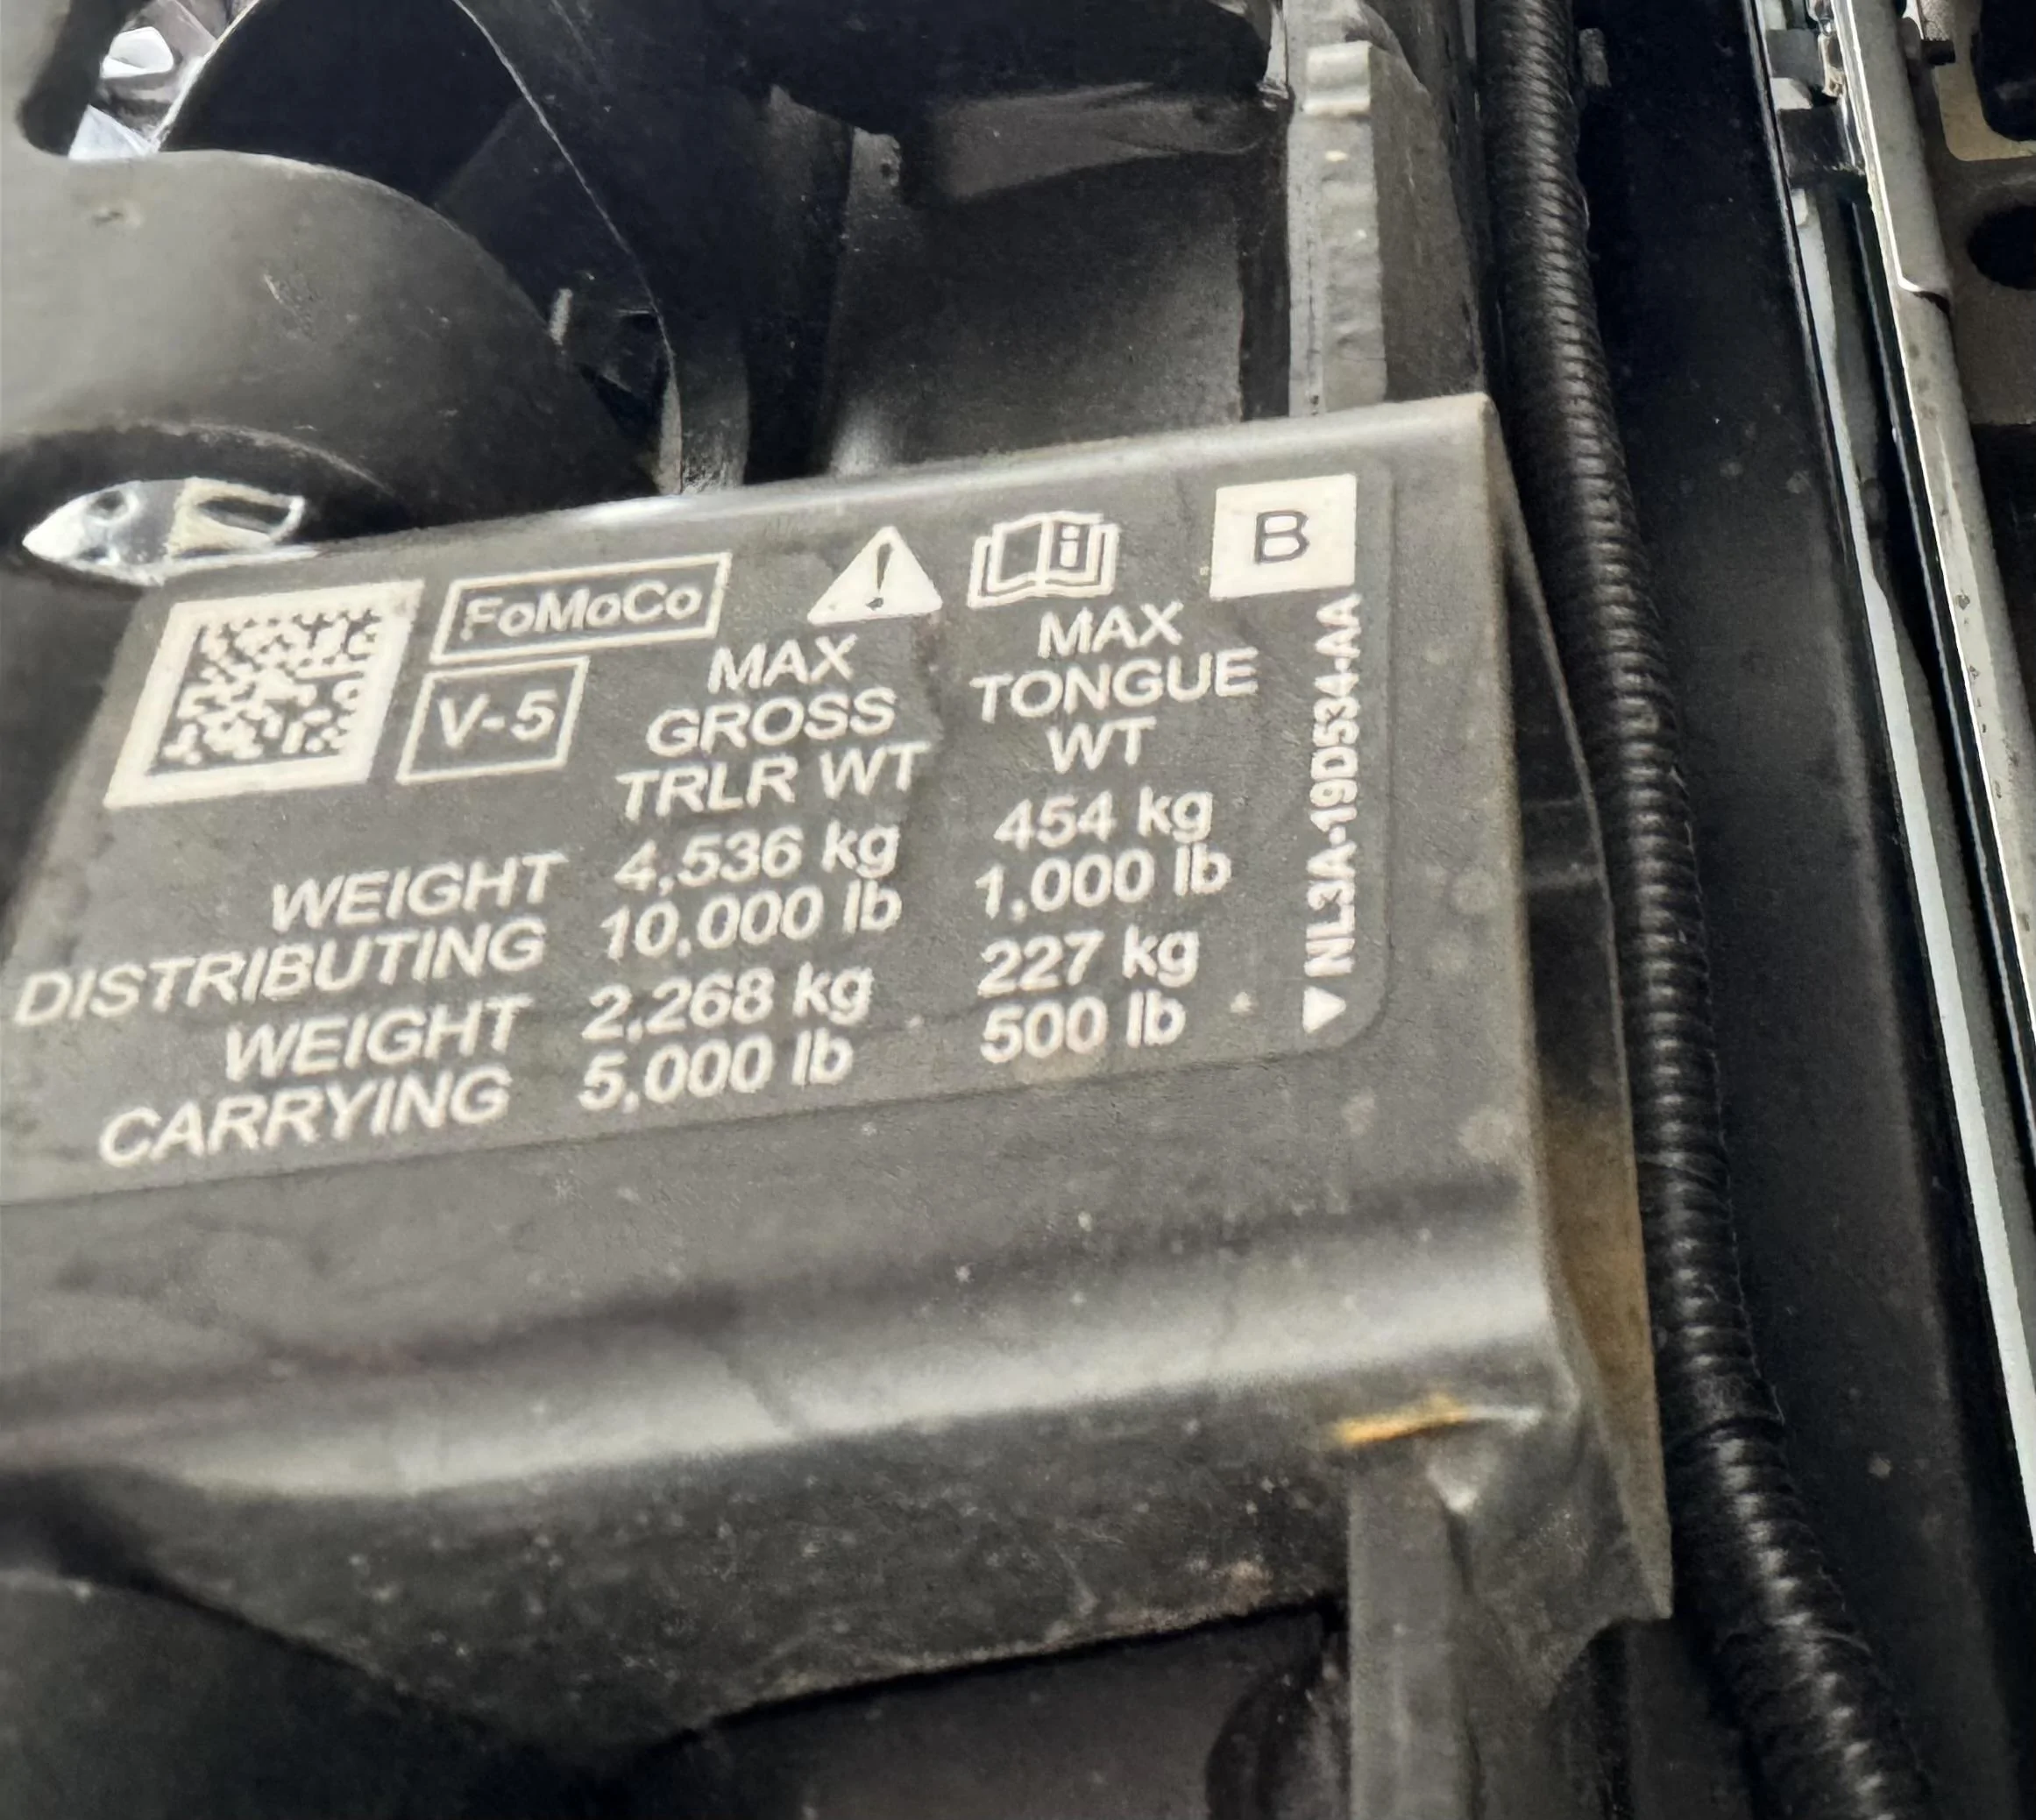 FoMoCo
B
V-5
MAX
GROSS
TRLR WT
MAX
TONGUE
WT
WEIGHT
DISTRIBUTING
4,536 kg
10,000 lb
454 kg
1,000 lb
WEIGHT
CARRYING
2,268 kg
5,000 lb
227 kg
500 lb
NL3A-19D534-AA